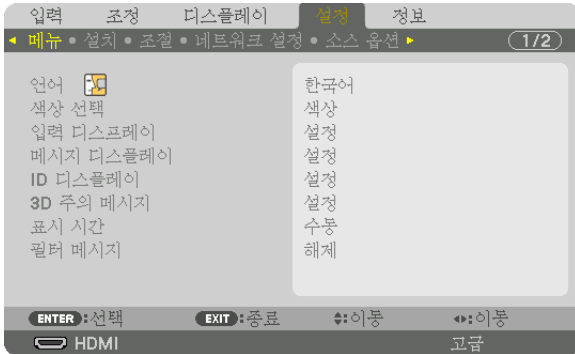 입력 조정 디스플레이 설정 정보
메뉴 • 설치 • 조절 • 네트워크 설정 • 소스 옵션 1/2
언어 한국어
색상 선택 색상
입력 디스프레이 설정
메시지 디스플레이 설정
ID 디스플레이 설정
3D 주의 메세지 설정
표시 시간 수동
필터 메시지 해제
ENTER :선택 EXIT :종료 :이동 :이동
HDMI 고급